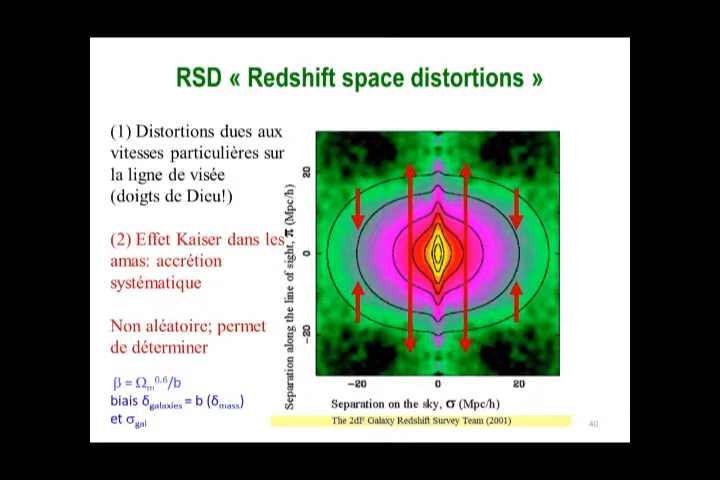 RSD « Redshift space distortions »
(1) Distortions dues aux
vitesses particulières sur
la ligne de visée
(doigts de Dieu!)
(2) Effet Kaiser dans les
amas: accrétion
systématique
Non aléatoire; permet
de déterminer
β = Ωm^0.6/b
biais δgalaxies = b (δmass)
et σgal
Separation along the line of sight, π (Mpc/h)
20
0
−20
−20 0 20
Separation on the sky, σ (Mpc/h)
The 2dF Galaxy Redshift Survey Team (2001)
40